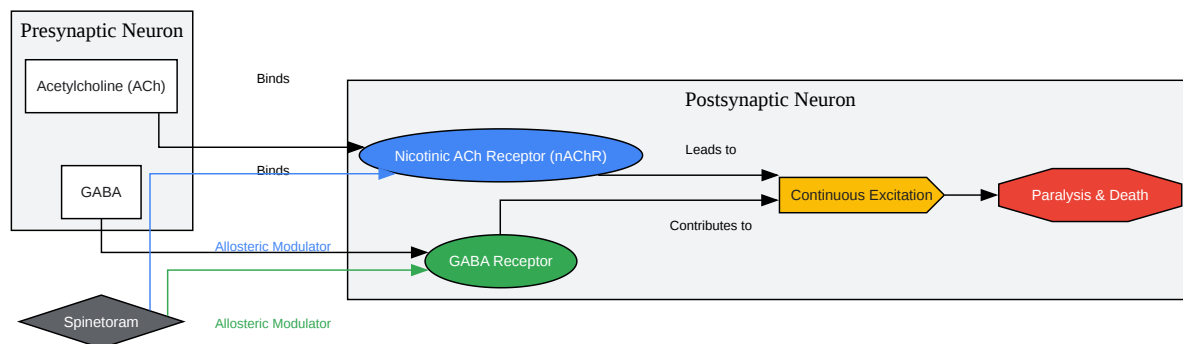 Presynaptic Neuron
Acetylcholine (ACh)
Binds
Postsynaptic Neuron
Nicotinic ACh Receptor (nAChR)
Leads to
Binds
GABA
Continuous Excitation
Paralysis & Death
Contributes to
Allosteric Modulator
GABA Receptor
Spinetoram
Allosteric Modulator